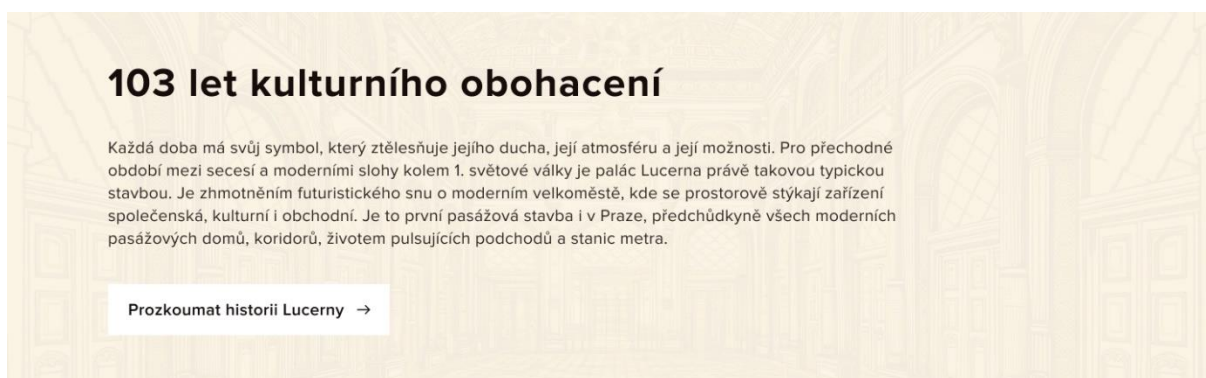 103 let kulturního obohacení
Každá doba má svůj symbol, který ztělesňuje jejího ducha, její atmosféru a její možnosti. Pro přechodné
období mezi secesí a moderními slohy kolem 1. světové války je palác Lucerna právě takovou typickou
stavbou. Je zhmotněním futuristického snu o moderním velkoměstě, kde se prostorově stýkají zařízení
společenská, kulturní i obchodní. Je to první pasážová stavba i v Praze, předchůdkyně všech moderních
pasážových domů, koridorů, životem pulsujících podchodů a stanic metra.
Prozkoumat historii Lucerny →